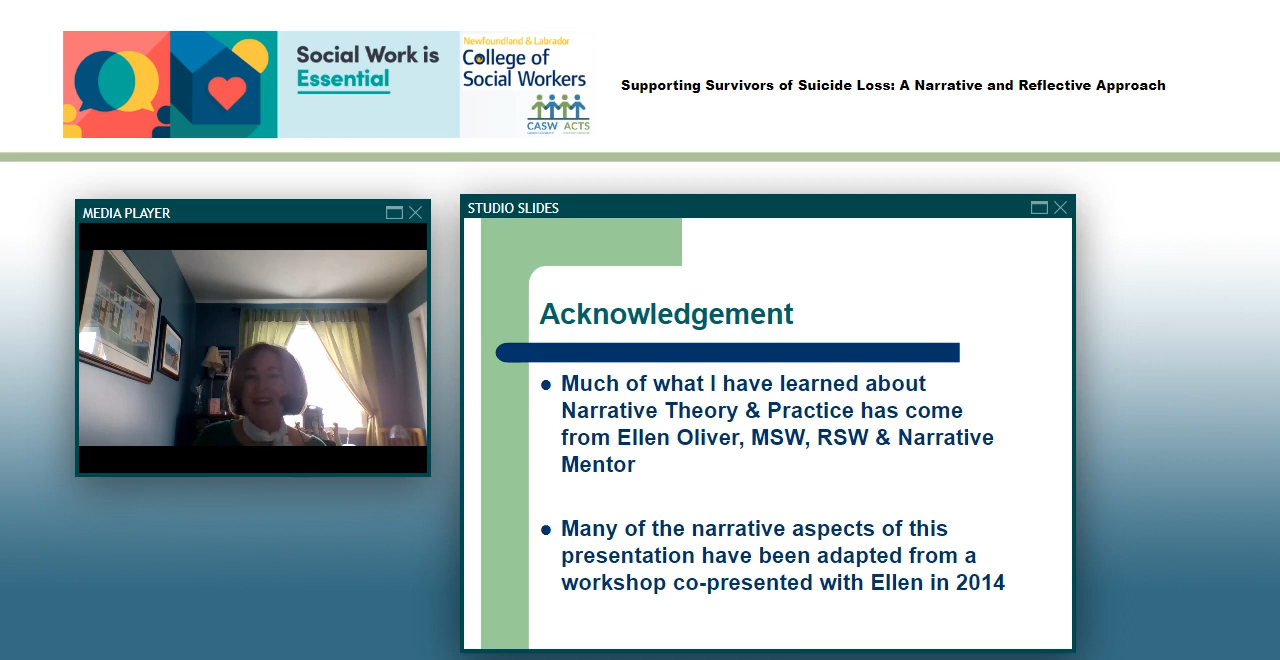 Social Work is
Essential
Newfoundland & Labrador
College of
Social Workers
CASW ACTS
Supporting Survivors of Suicide Loss: A Narrative and Reflective Approach
MEDIA PLAYER
STUDIO SLIDES
Acknowledgement
● Much of what I have learned about
Narrative Theory & Practice has come
from Ellen Oliver, MSW, RSW & Narrative
Mentor
● Many of the narrative aspects of this
presentation have been adapted from a
workshop co-presented with Ellen in 2014